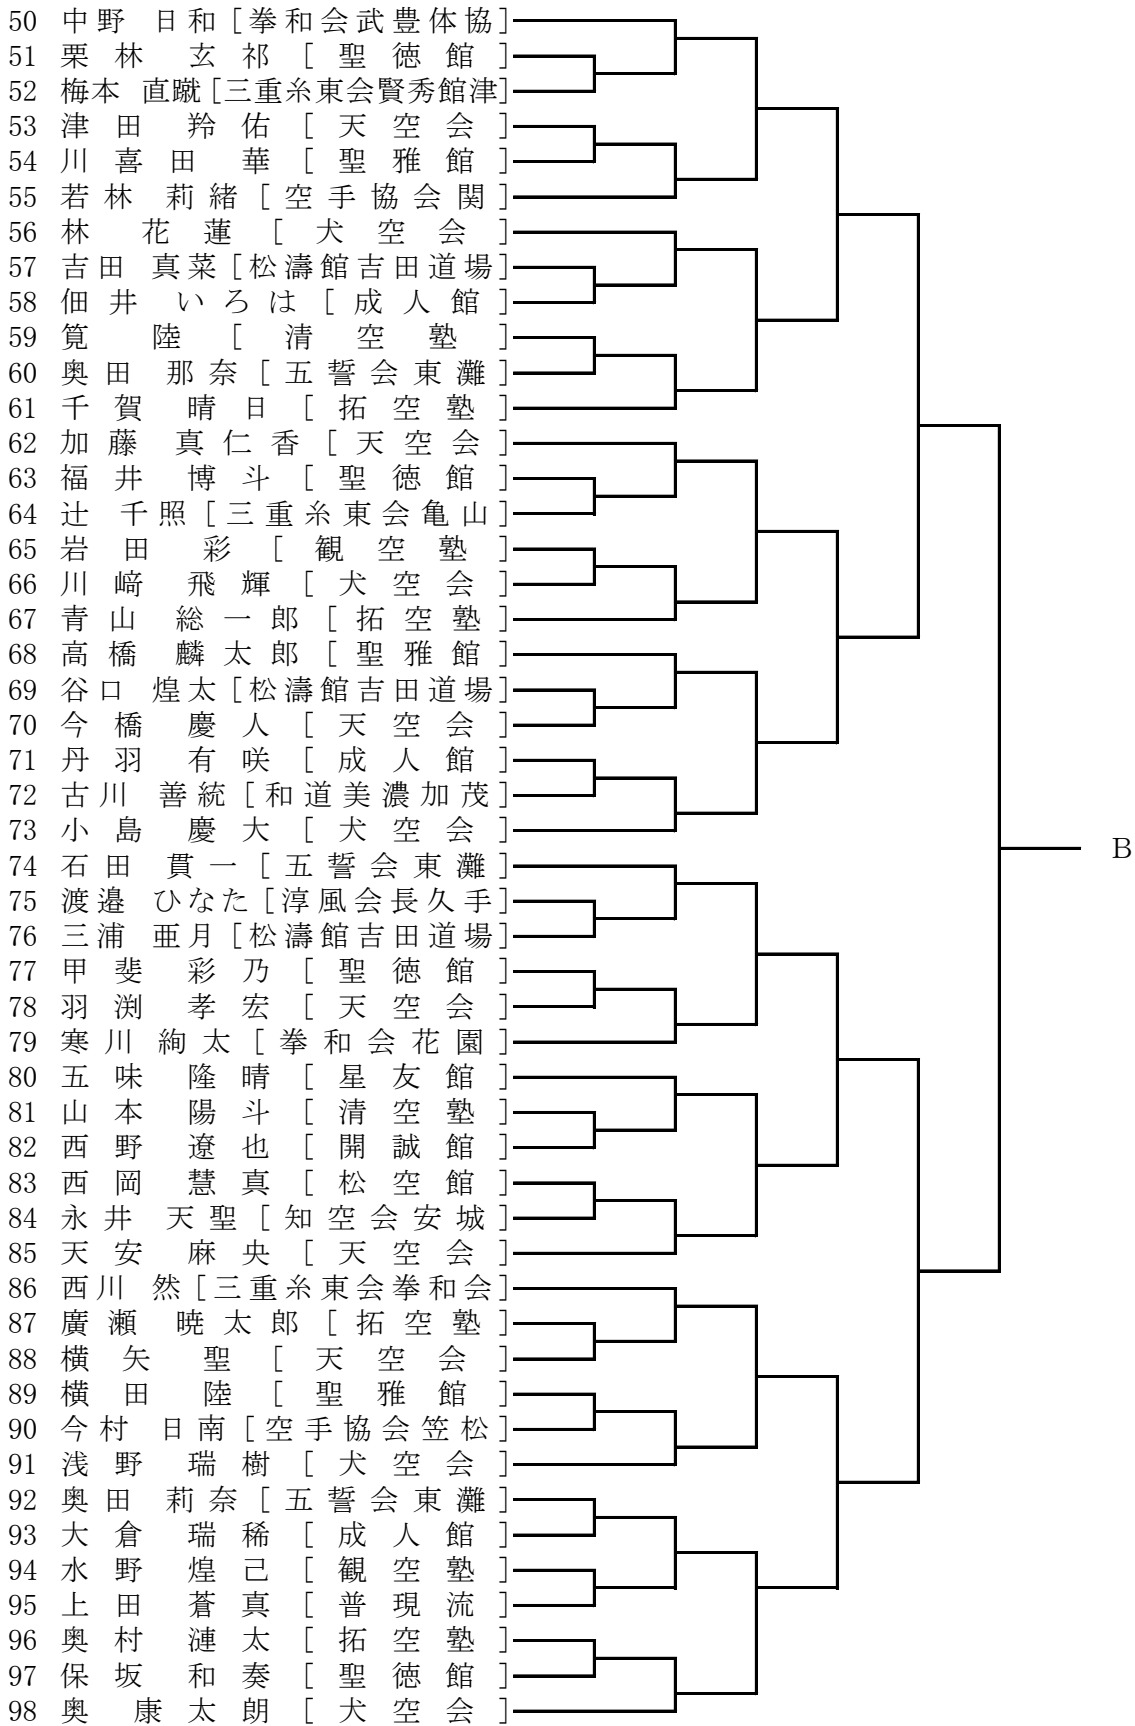 50 中野 日和 [拳和会武豊体協]
51 栗林 玄祁 [聖徳館]
52 梅本 直蹴 [三重糸東会賢秀館津]
53 津田 羚佑 [天空会]
54 川喜田 華 [聖雅館]
55 若林 莉緒 [空手協会関]
56 林 花蓮 [犬空会]
57 吉田 真菜 [松濤館吉田道場]
58 佃井 いろは [成人館]
59 筧 陸 [清空塾]
60 奥田 那奈 [五誓会東灘]
61 千賀 晴日 [拓空塾]
62 加藤 真仁香 [天空会]
63 福井 博斗 [聖徳館]
64 辻 千照 [三重糸東会亀山]
65 岩田 彩 [観空塾]
66 川﨑 飛輝 [犬空会]
67 青山 総一郎 [拓空塾]
68 高橋 麟太郎 [聖雅館]
69 谷口 煌太 [松濤館吉田道場]
70 今橋 慶人 [天空会]
71 丹羽 有咲 [成人館]
72 古川 善統 [和道美濃加茂]
73 小島 慶大 [犬空会]
B
74 石田 貫一 [五誓会東灘]
75 渡邉 ひなた [淳風会長久手]
76 三浦 亜月 [松濤館吉田道場]
77 甲斐 彩乃 [聖徳館]
78 羽渕 孝宏 [天空会]
79 寒川 絢太 [拳和会花園]
80 五味 隆晴 [星友館]
81 山本 陽斗 [清空塾]
82 西野 遼也 [開誠館]
83 西岡 慧真 [松空館]
84 永井 天聖 [知空会安城]
85 天安 麻央 [天空会]
86 西川 然 [三重糸東会拳和会]
87 廣瀬 暁太郎 [拓空塾]
88 横矢 聖 [天空会]
89 横田 陸 [聖雅館]
90 今村 日南 [空手協会笠松]
91 浅野 瑞樹 [犬空会]
92 奥田 莉奈 [五誓会東灘]
93 大倉 瑞稀 [成人館]
94 水野 煌己 [観空塾]
95 上田 蒼真 [普現流]
96 奥村 漣太 [拓空塾]
97 保坂 和奏 [聖徳館]
98 奥 康太朗 [犬空会]